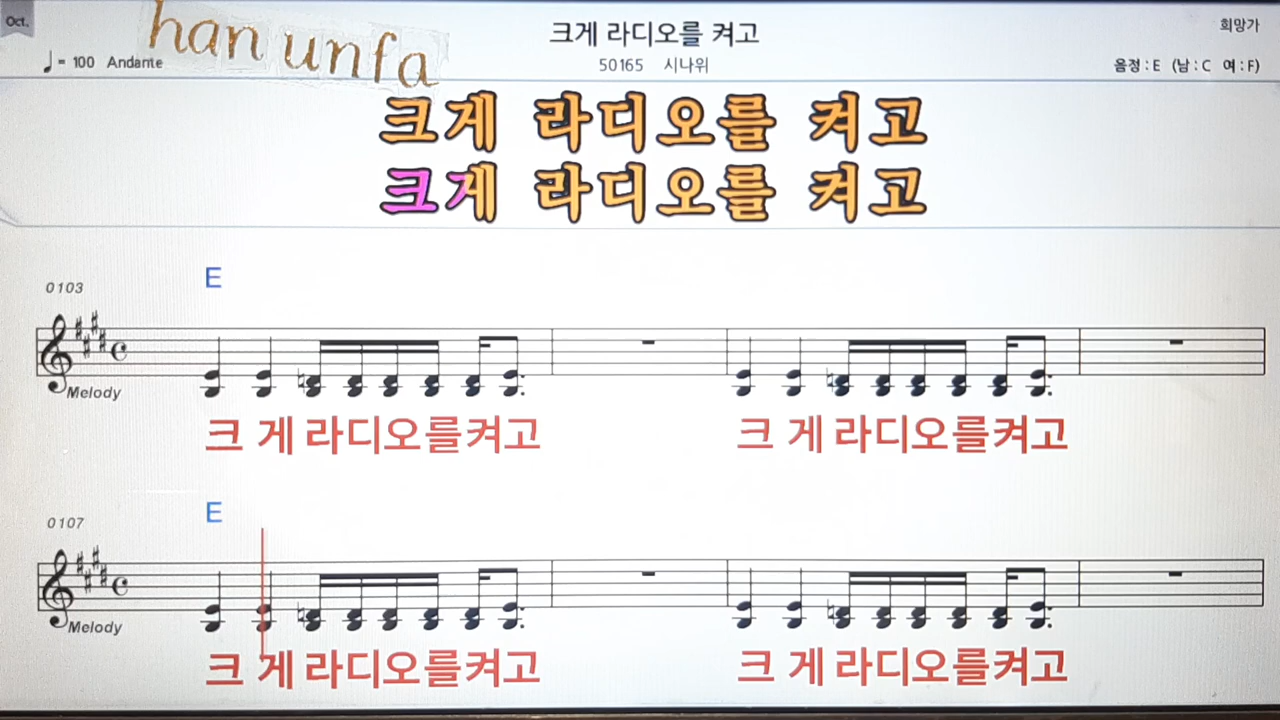 Oct.
han unfa
크게 라디오를 켜고
희망가
♩= 100 Andante
50165 시나위
음정 : E (남 : C 여 : F)
크게 라디오를 켜고
크게 라디오를 켜고
E
0103
Melody
크 게 라디오를켜고 크 게 라디오를켜고
E
0107
Melody
크 게 라디오를켜고 크 게 라디오를켜고